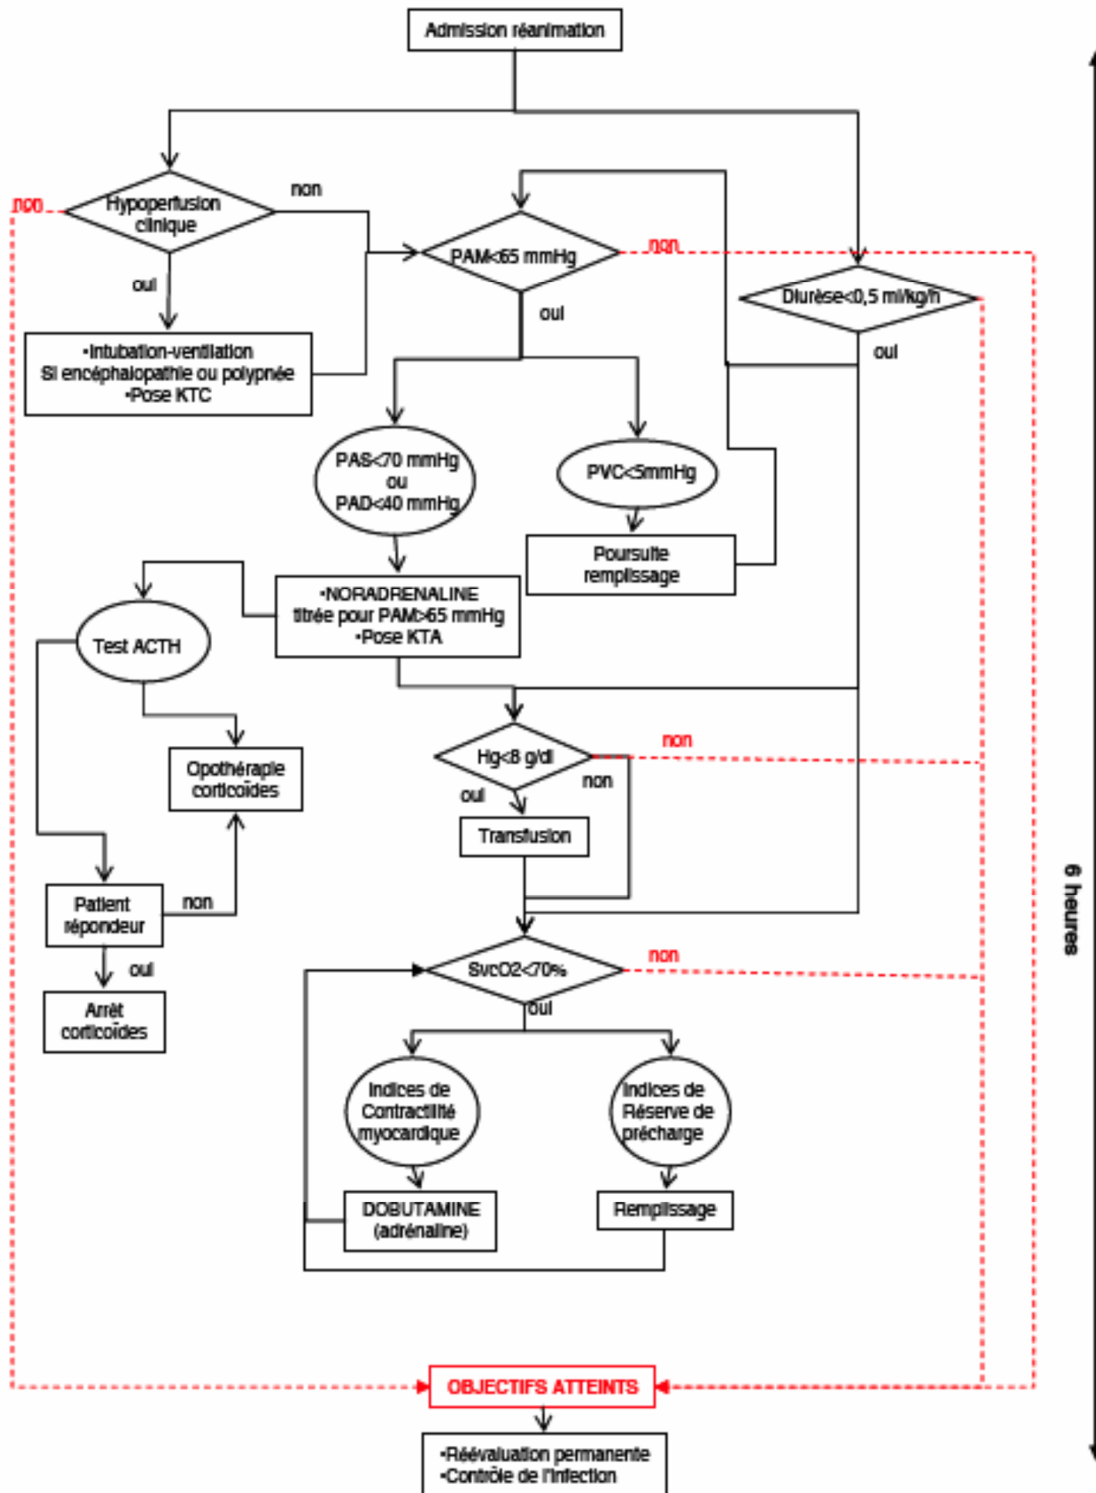 Admission réanimation
non
Hypoperfusion
clinique
non
PAM<65 mmHg
non
Diurèse<0,5 ml/kg/h
oui
oui
oui
•Intubation-ventilation
Si encéphalopathie ou polypnée
•Pose KTC
PAS<70 mmHg
ou
PAD<40 mmHg
PVC<5mmHg
Poursuite
remplissage
•NORADRENALINE
titrée pour PAM>65 mmHg
•Pose KTA
Test ACTH
Hg<8 g/dl
non
non
oui
Opothérapie
corticoïdes
Transfusion
Patient
répondeur
non
oui
Arrêt
corticoïdes
SvcO2<70%
non
oui
6 heures
Indices de
Contractilité
myocardique
Indices de
Réserve de
précharge
DOBUTAMINE
(adrénaline)
Remplissage
OBJECTIFS ATTEINTS
•Réévaluation permanente
•Contrôle de l'infection